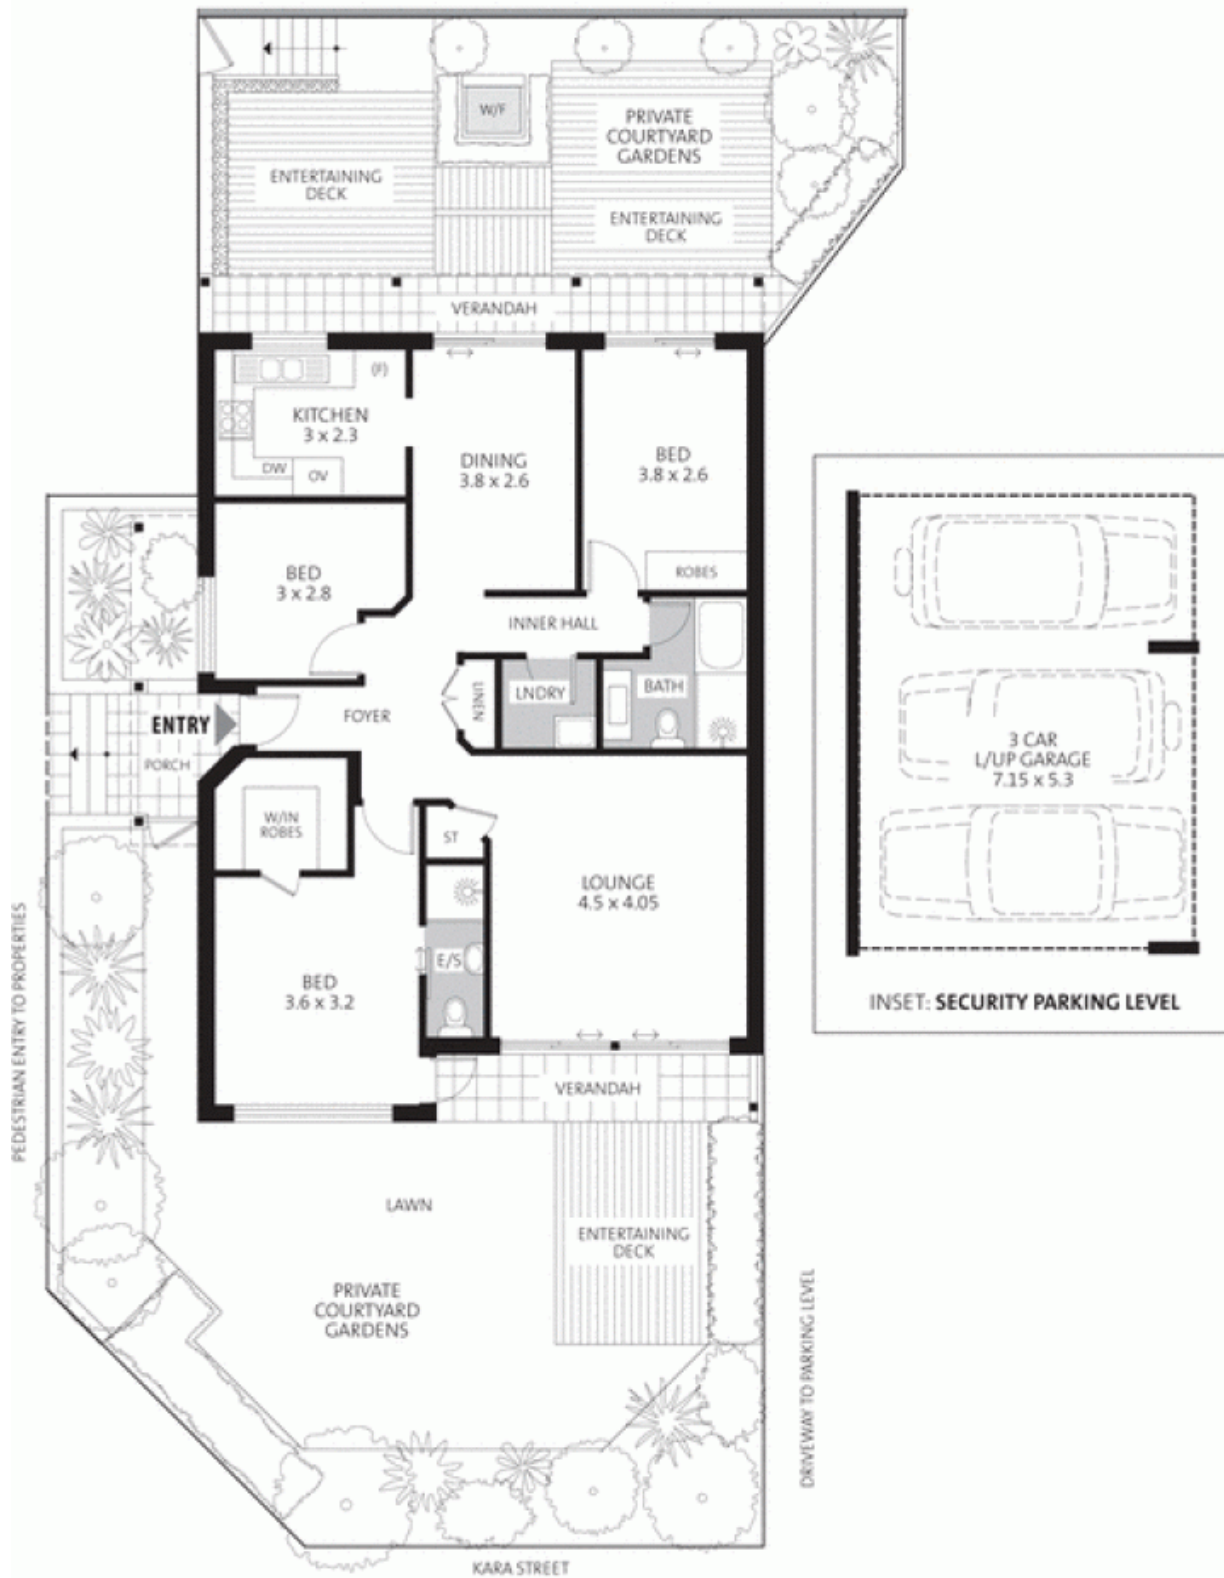 W/F
PRIVATE
COURTYARD
GARDENS
ENTERTAINING
DECK
ENTERTAINING
DECK
VERANDAH
(F)
KITCHEN
3 x 2.3
DW
OV
DINING
3.8 x 2.6
BED
3.8 x 2.6
ROBES
BED
3 x 2.8
INNER HALL
LINEN
LNDRY
BATH
FOYER
ENTRY
PORCH
W/IN
ROBES
ST
LOUNGE
4.5 x 4.05
E/S
BED
3.6 x 3.2
VERANDAH
3 CAR
L/UP GARAGE
7.15 x 5.3
INSET: SECURITY PARKING LEVEL
PEDESTRIAN ENTRY TO PROPERTIES
LAWN
ENTERTAINING
DECK
PRIVATE
COURTYARD
GARDENS
DRIVEWAY TO PARKING LEVEL
KARA STREET